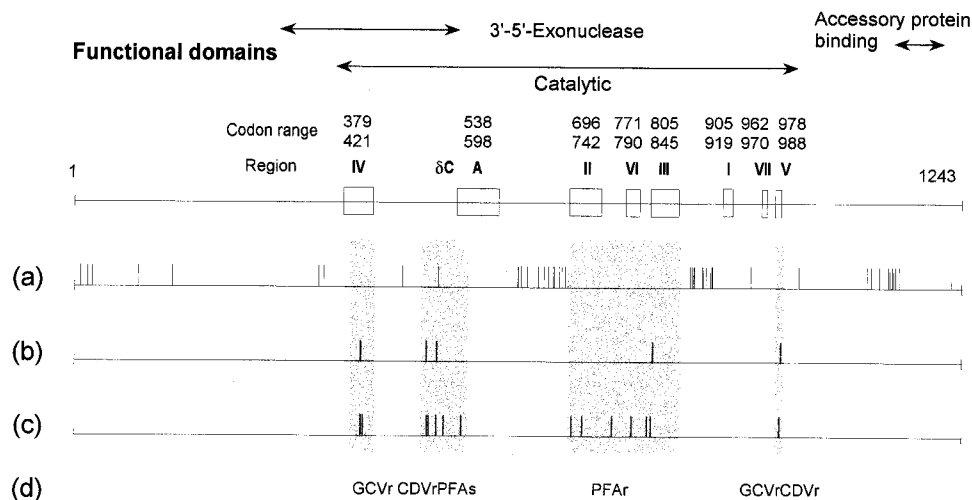 3'-5'-Exonuclease
Accessory protein
binding
Functional domains
Catalytic
Codon range 379 538 696 771 805 905 962 978
421 598 742 790 845 919 970 988
Region IV δC A II VI III I VII V
1 1243
(a)
(b)
(c)
(d) GCVr CDVrPFAs PFAr GCVrCDVr